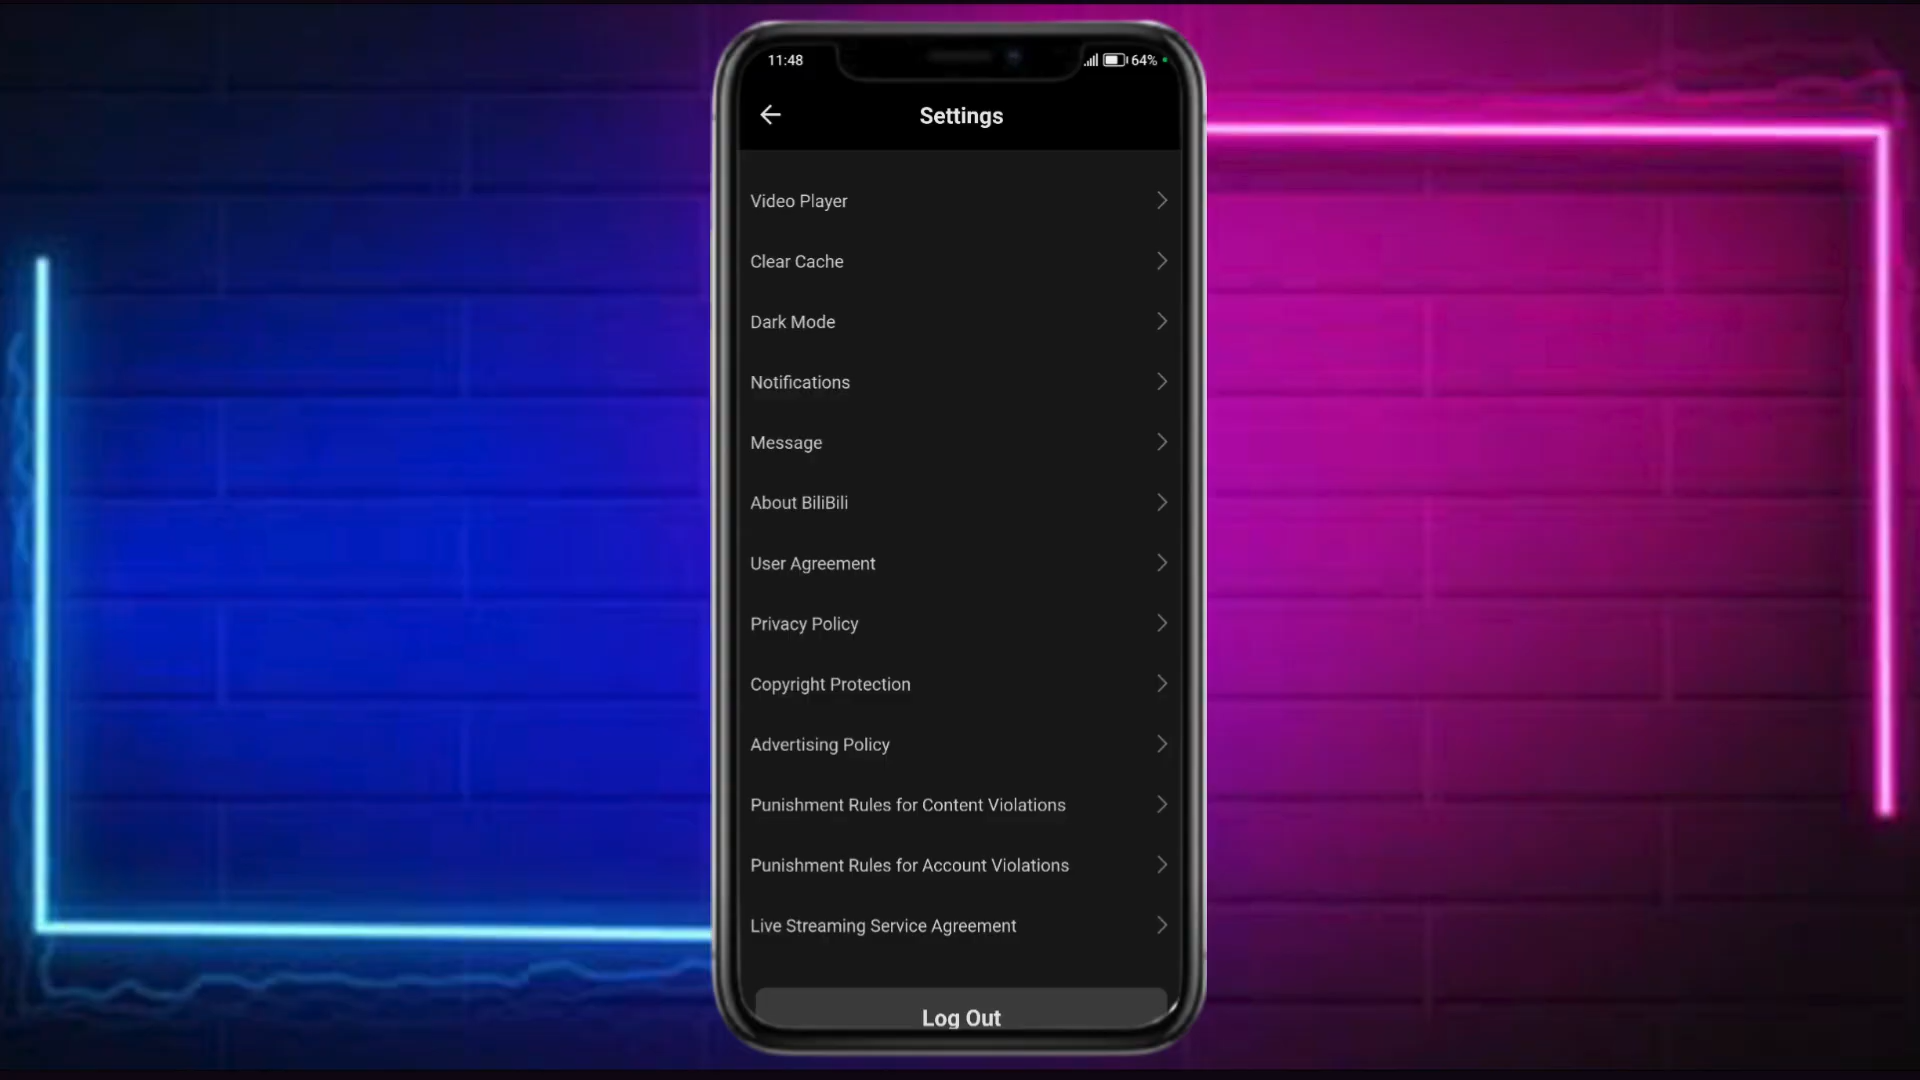 11:48
64%
Settings
Video Player
Clear Cache
Dark Mode
Notifications
Message
About BiliBili
User Agreement
Privacy Policy
Copyright Protection
Advertising Policy
Punishment Rules for Content Violations
Punishment Rules for Account Violations
Live Streaming Service Agreement
Log Out